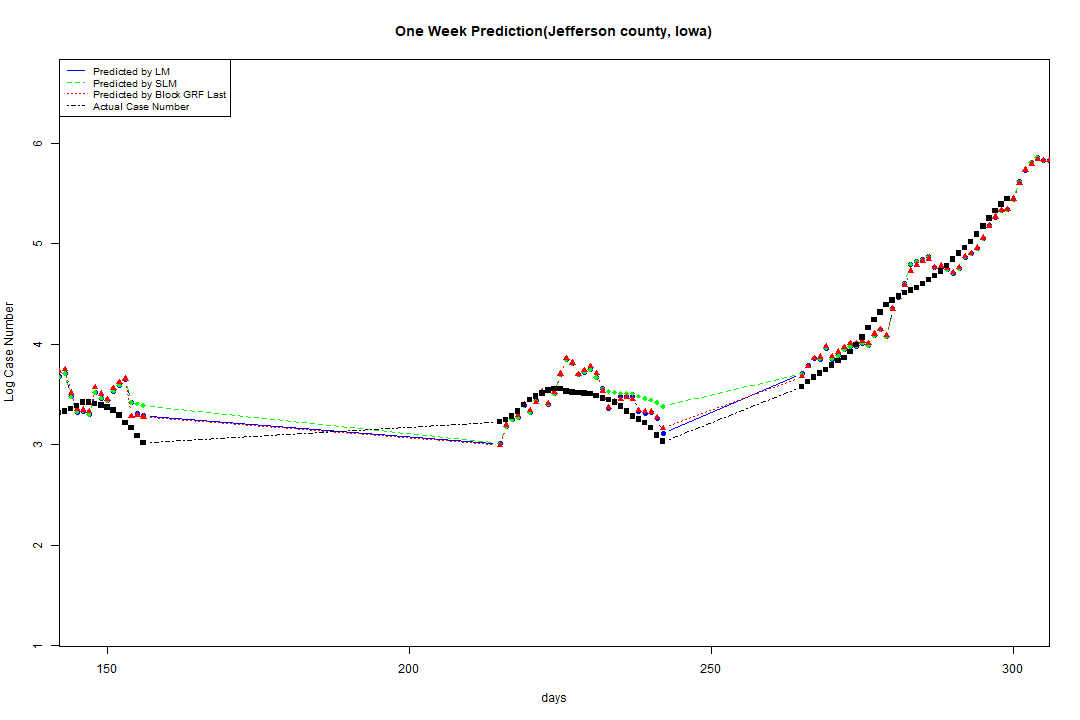 One Week Prediction(Jefferson county, Iowa)
Predicted by LM
Predicted by SLM
Predicted by Block GRF Last
Actual Case Number
Log Case Number
6
5
4
3
2
1
150
200
250
300
days